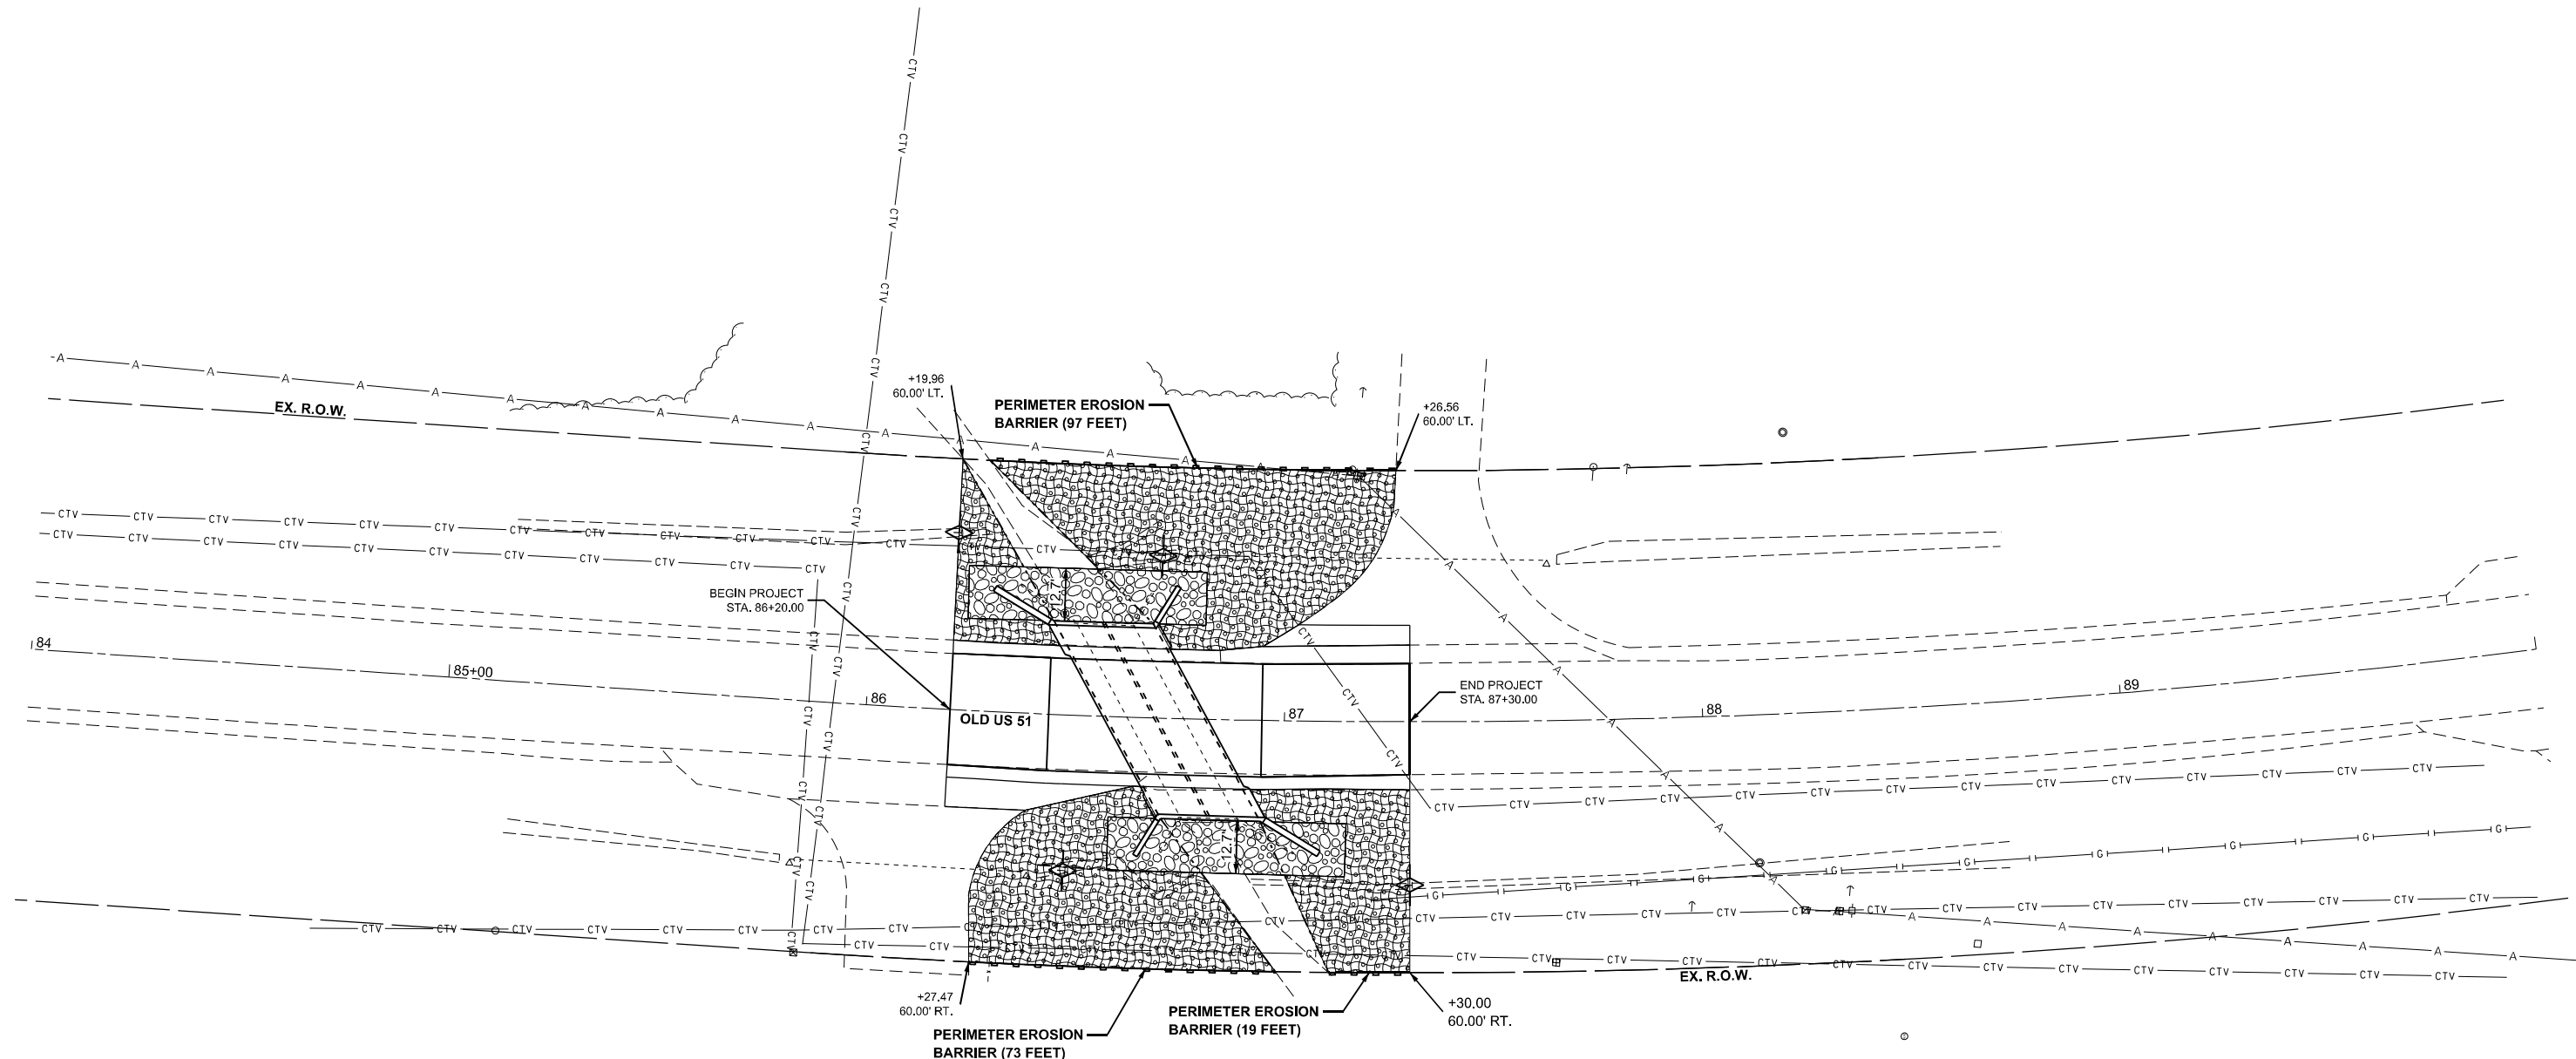 +19.96
60.00' LT.
PERIMETER EROSION
BARRIER (97 FEET)
+26.56
60.00' LT.
EX. R.O.W.
BEGIN PROJECT
STA. 86+20.00
12.7'
84
85+00
86
OLD US 51
87
END PROJECT
STA. 87+30.00
88
89
12.7'
+27.47
60.00' RT.
PERIMETER EROSION
BARRIER (73 FEET)
PERIMETER EROSION
BARRIER (19 FEET)
+30.00
60.00' RT.
EX. R.O.W.
A
CTV
G